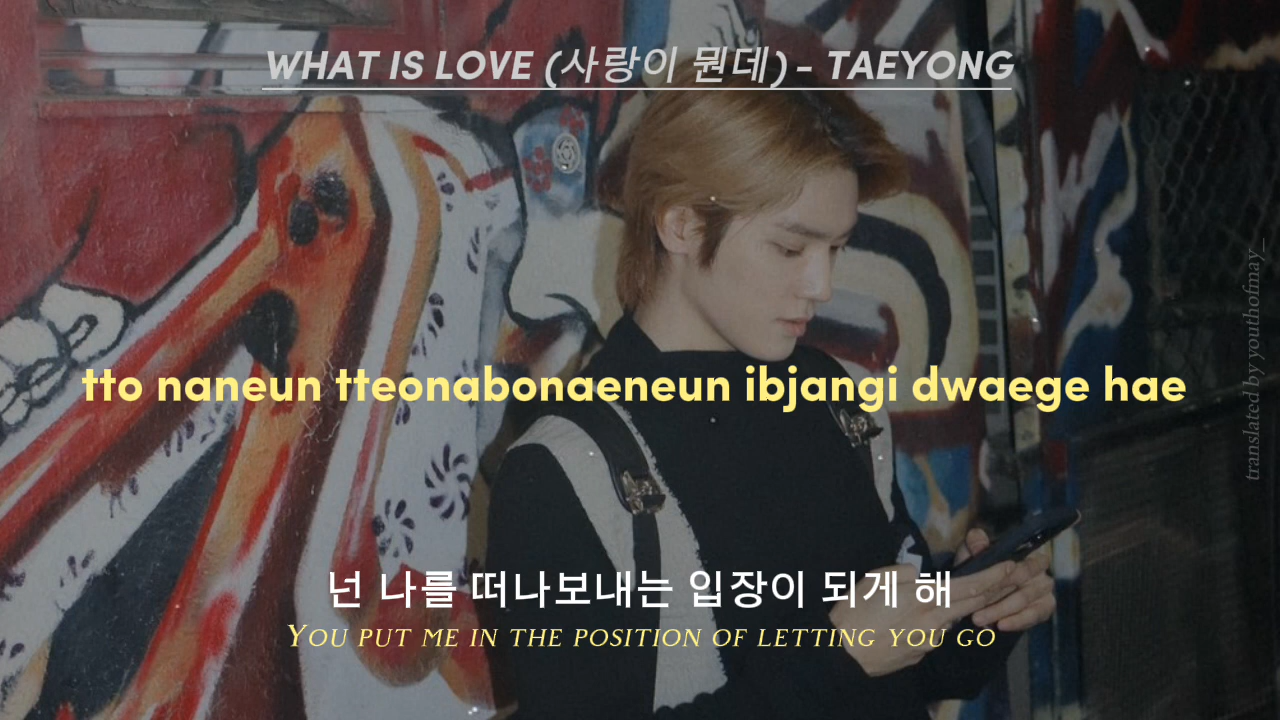 WHAT IS LOVE (사랑이 뭔데) - TAEYONG
tto naneun tteonabonaeneun ibjangi dwaege hae
넌 나를 떠나보내는 입장이 되게 해
YOU PUT ME IN THE POSITION OF LETTING YOU GO
translated by youthofmay_